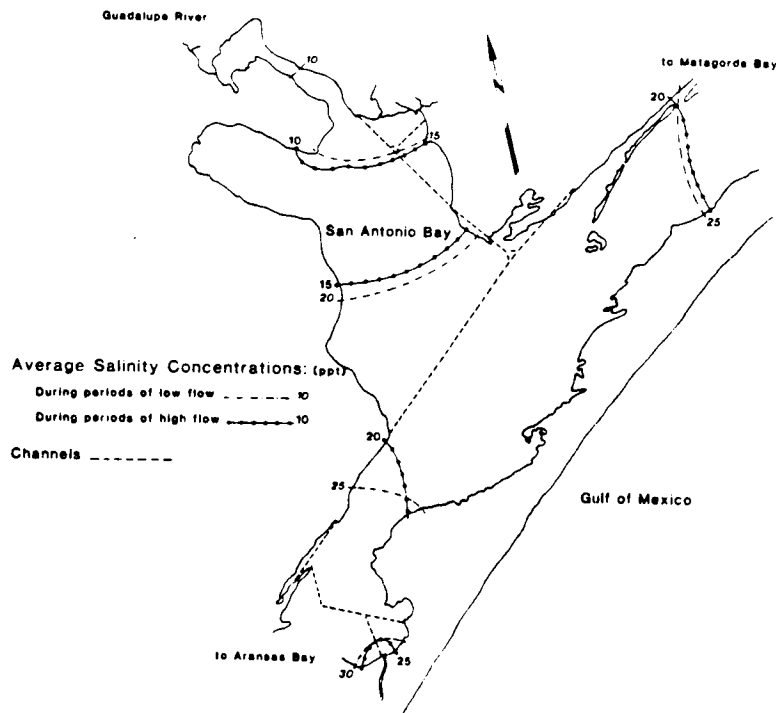 Guadalupe River
10
to Matagorda Bay
20
10
15
25
San Antonio Bay
15
20
Average Salinity Concentrations: (ppt)
During periods of low flow 10
During periods of high flow 10
Channels
20
25
Gulf of Mexico
to Aransas Bay
30
25